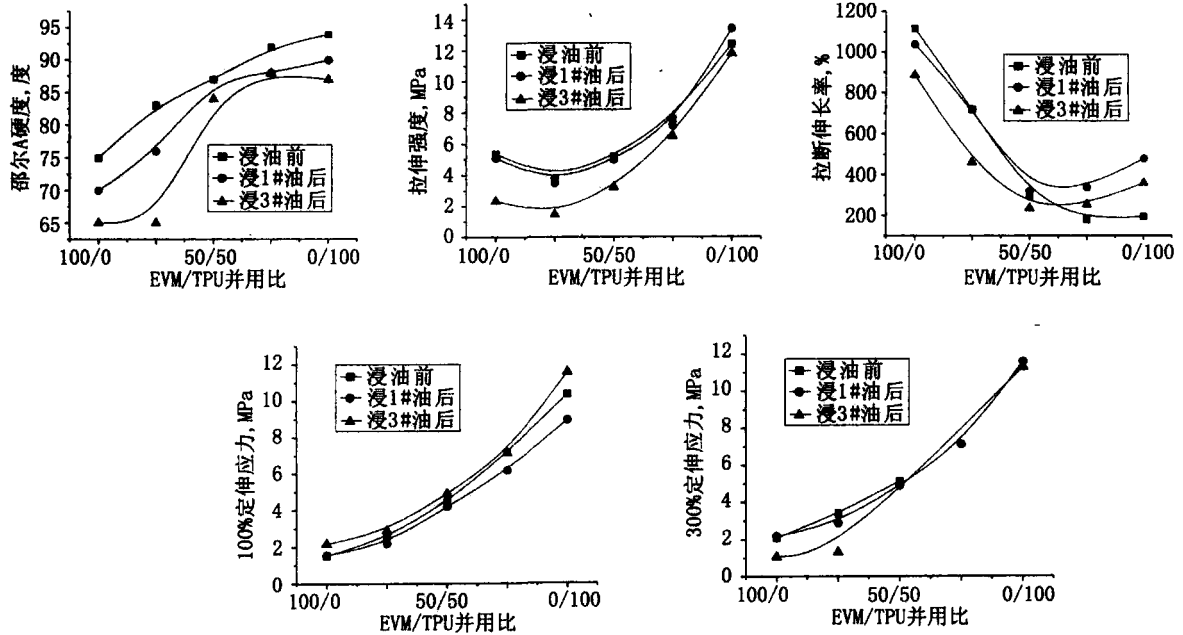 邵尔A硬度,度
95
90
85
80
75
70
65
浸油前
浸1#油后
浸3#油后
100/0
50/50
0/100
EVM/TPU并用比
拉伸强度,MPa
14
12
10
8
6
4
2
0
浸油前
浸1#油后
浸3#油后
100/0
50/50
0/100
EVM/TPU并用比
拉断伸长率,%
1200
1000
800
600
400
200
浸油前
浸1#油后
浸3#油后
100/0
50/50
0/100
EVM/TPU并用比
100%定伸应力,MPa
12
10
8
6
4
2
0
浸油前
浸1#油后
浸3#油后
100/0
50/50
0/100
EVM/TPU并用比
300%定伸应力,MPa
12
10
8
6
4
2
0
浸油前
浸1#油后
浸3#油后
100/0
50/50
0/100
EVM/TPU并用比